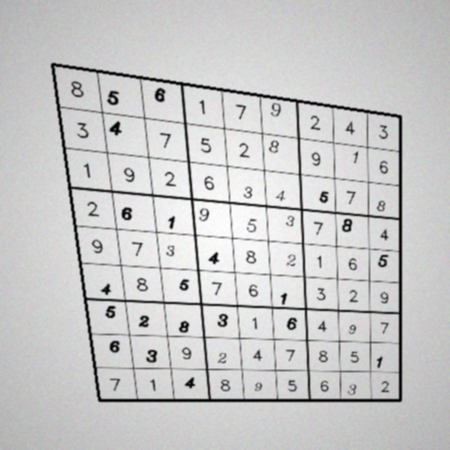 8 5 6 1 7 9 2 4 3
3 4 7 5 2 8 9 1 6
1 9 2 6 3 4 5 7 8
2 6 1 9 5 3 7 8 4
9 7 3 4 8 2 1 6 5
4 8 5 7 6 1 3 2 9
5 2 8 3 1 6 4 9 7
6 3 9 2 4 7 8 5 1
7 1 4 8 9 5 6 3 2